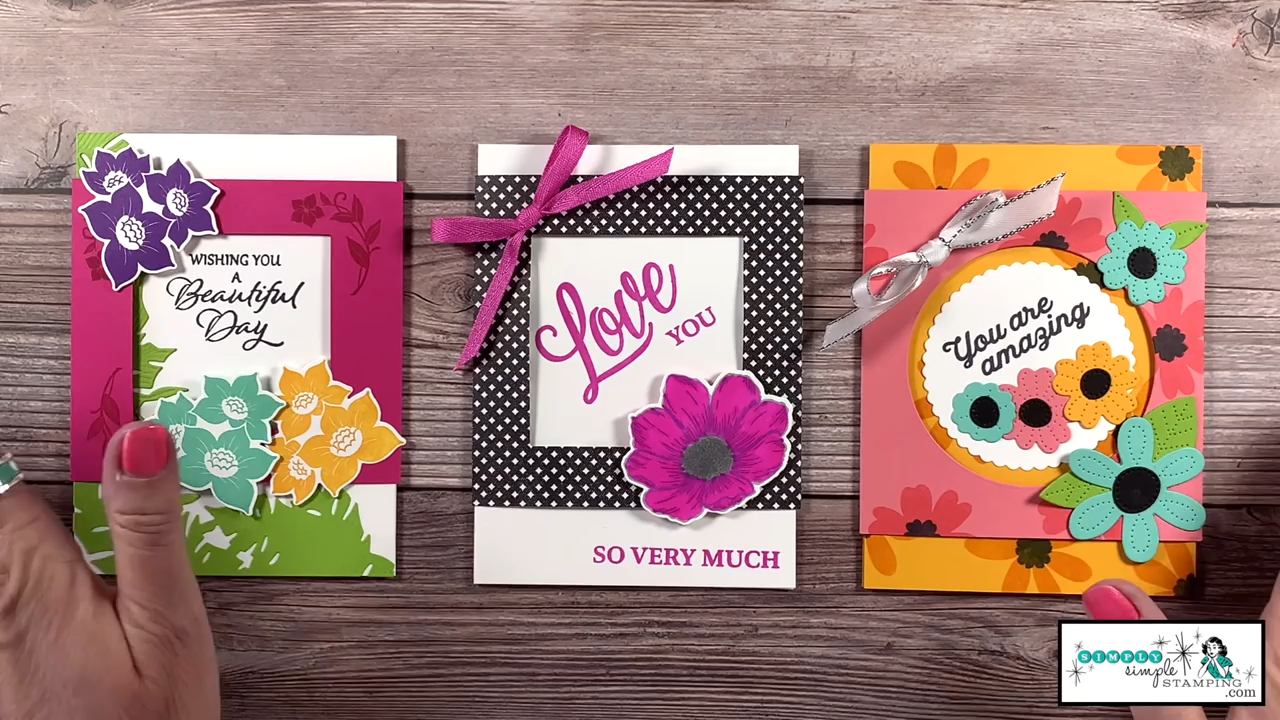 WISHING YOU
A
Beautiful
Day
Love
YOU
SO VERY MUCH
You are
amazing
SIMPLY
simple
STAMPING
.com